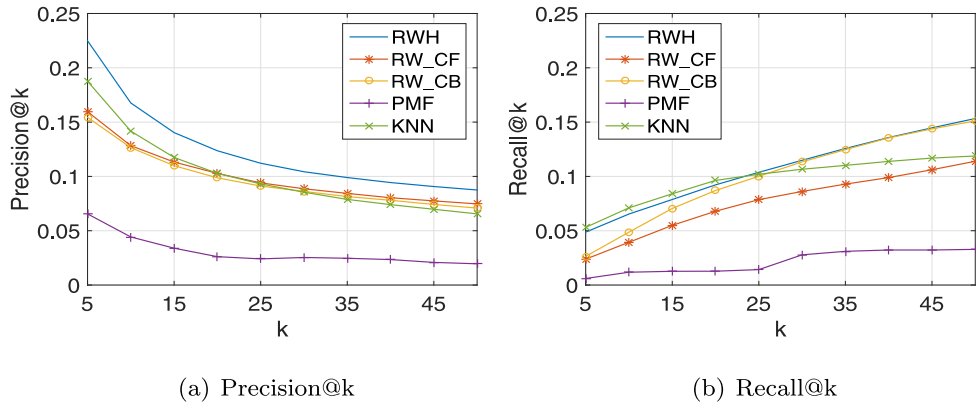 0.25
0.2
0.15
0.1
0.05
0
5 15 25 35 45
Precision@k
k
RWH
RW_CF
RW_CB
PMF
KNN
(a) Precision@k
0.25
0.2
0.15
0.1
0.05
0
5 15 25 35 45
Recall@k
k
RWH
RW_CF
RW_CB
PMF
KNN
(b) Recall@k